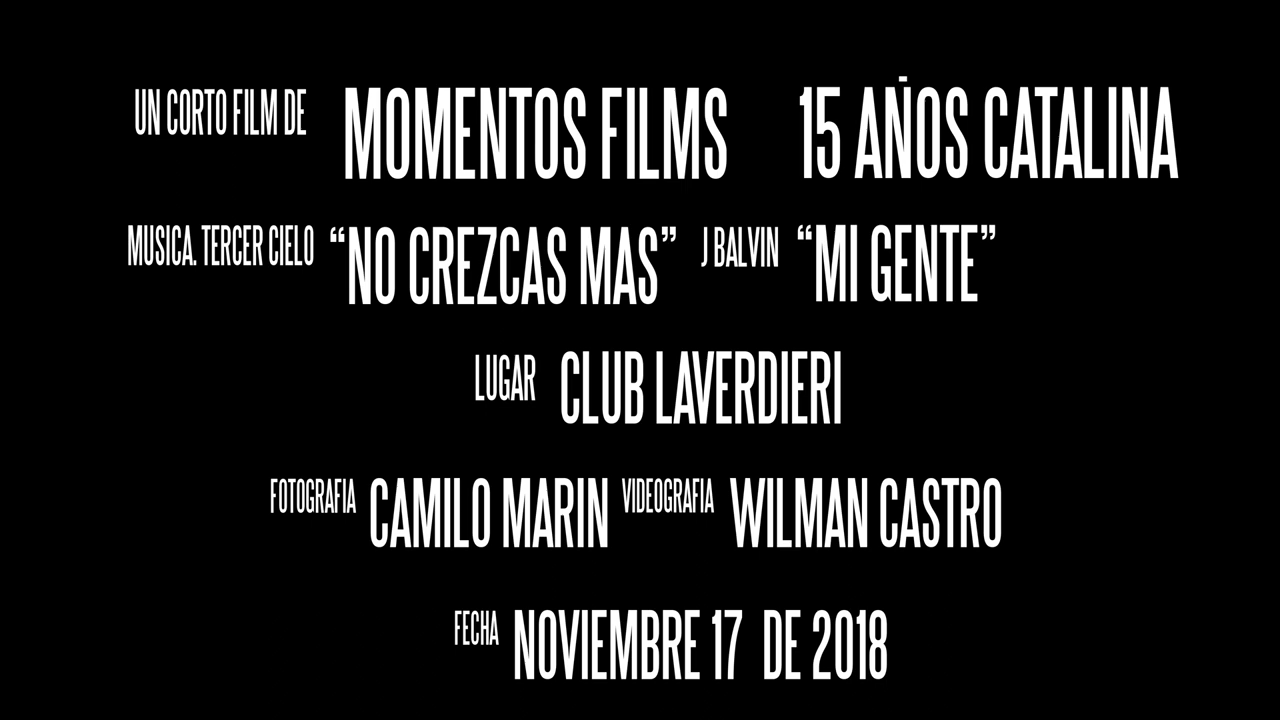 UN CORTO FILM DE MOMENTOS FILMS 15 AÑOS CATALINA
MUSICA. TERCER CIELO “NO CREZCAS MAS” J BALVIN “MI GENTE”
LUGAR CLUB LAVERDIERI
FOTOGRAFIA CAMILO MARIN VIDEOGRAFIA WILMAN CASTRO
FECHA NOVIEMBRE 17 DE 2018